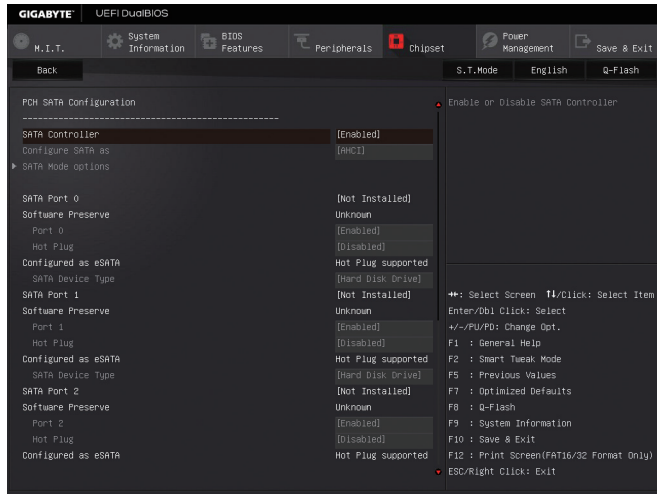 GIGABYTE™ UEFI DualBIOS
M.I.T. System Information BIOS Features Peripherals Chipset Power Management Save & Exit
Back S.T.Mode English Q-Flash
PCH SATA Configuration
--------------------------------------------------
SATA Controller [Enabled]
Configure SATA as [AHCI]
SATA Mode options
SATA Port 0 [Not Installed]
Software Preserve Unknown
Port 0 [Enabled]
Hot Plug [Disabled]
Configured as eSATA Hot Plug supported
SATA Device Type [Hard Disk Drive]
SATA Port 1 [Not Installed]
Software Preserve Unknown
Port 1 [Enabled]
Hot Plug [Disabled]
Configured as eSATA Hot Plug supported
SATA Device Type [Hard Disk Drive]
SATA Port 2 [Not Installed]
Software Preserve Unknown
Port 2 [Enabled]
Hot Plug [Disabled]
Configured as eSATA Hot Plug supported
Enable or Disable SATA Controller
→←: Select Screen ↑↓/Click: Select Item
Enter/Dbl Click: Select
+/-/PU/PD: Change Opt.
F1 : General Help
F2 : Smart Tweak Mode
F5 : Previous Values
F7 : Optimized Defaults
F8 : Q-Flash
F9 : System Information
F10 : Save & Exit
F12 : Print Screen(FAT16/32 Format Only)
ESC/Right Click: Exit